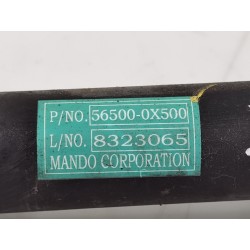 P/NO. 56500-0X500
L/NO. 8323065
MANDO CORPORATION